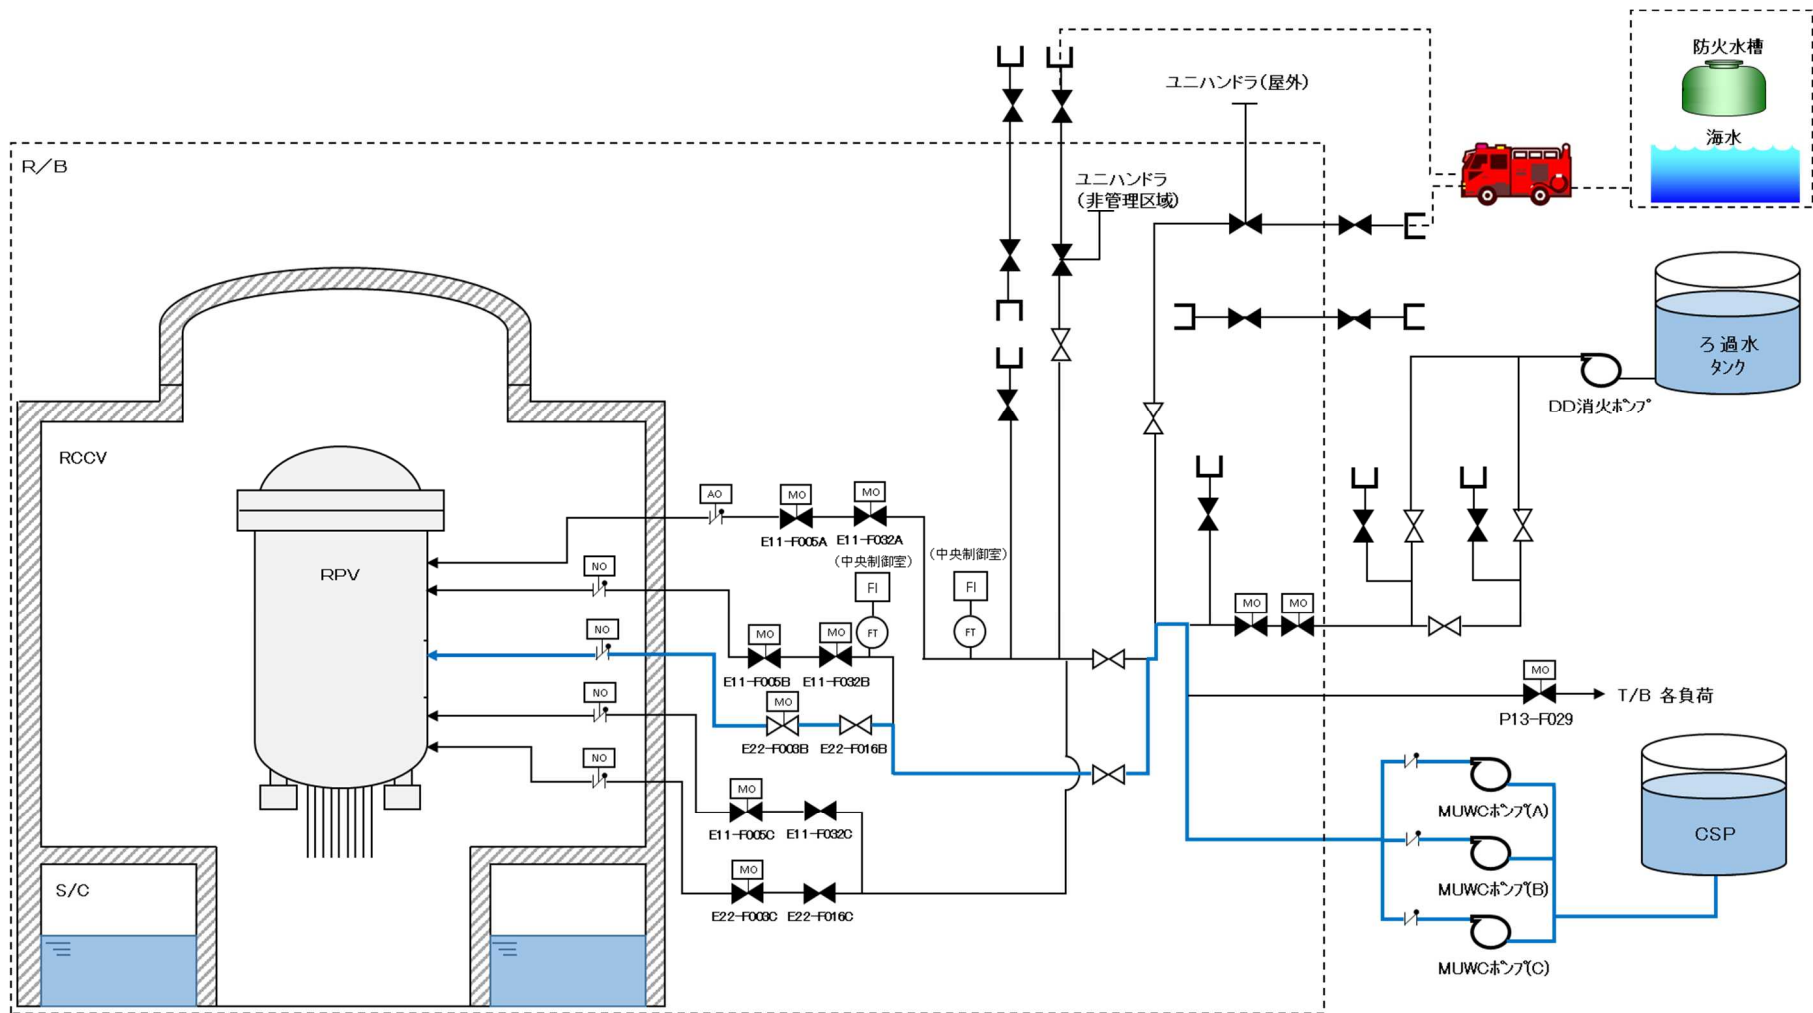 防火水槽
海水
ユニハンドラ(屋外)
R/B
ユニハンドラ
(非管理区域)
ろ過水
タンク
DD消火ポンプ
RCCV
AO
MO
MO
E11-F005A
E11-F032A
(中央制御室)
(中央制御室)
RPV
NO
FI
FI
MO
MO
NO
FT
FT
MO
MO
E11-F005B
E11-F032B
MO
T/B 各負荷
P13-F029
NO
MO
E22-F003B
E22-F016B
NO
MO
MUWCポンプ(A)
CSP
E11-F005C
E11-F032C
MO
MUWCポンプ(B)
S/C
E22-F003C
E22-F016C
MUWCポンプ(C)